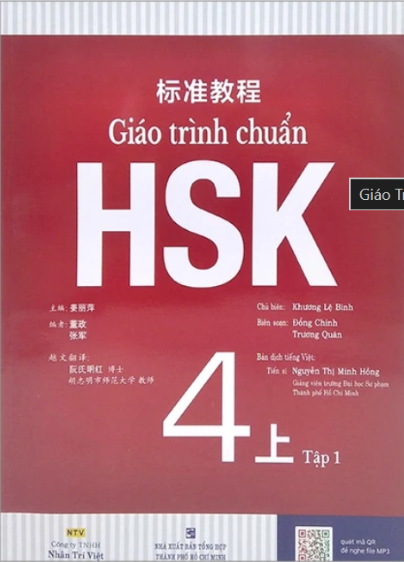 标准教程
Giáo trình chuẩn
HSK
Giáo Tr
主编: 姜丽萍
编者: 董政
张军
越文翻译:
阮氏明红 博士
胡志明市师范大学 教师
Chủ biên: Khương Lệ Bình
Biên soạn: Đổng Chính
Trương Quân
Bản dịch tiếng Việt:
Tiến sĩ Nguyễn Thị Minh Hồng
Giảng viên trường Đại học Sư phạm
Thành phố Hồ Chí Minh
4上 Tập 1
NTV
Công ty TNHH
Nhân Trí Việt
NHÀ XUẤT BẢN TỔNG HỢP
THÀNH PHỐ HỒ CHÍ MINH
quét mã QR
để nghe file MP3